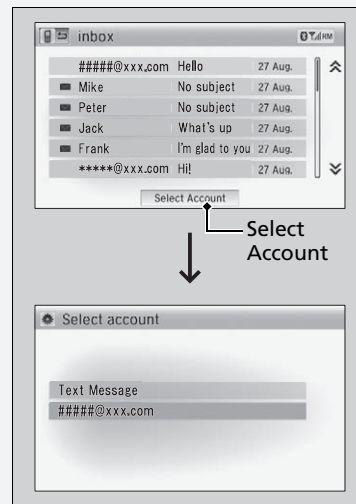 inbox RM
#####@xxx.com Hello 27 Aug.
Mike No subject 27 Aug.
Peter No subject 27 Aug.
Jack What's up 27 Aug.
Frank I'm glad to you 27 Aug.
*****@xxx.com Hi! 27 Aug.
Select Account
Select
Account
Select account
Text Message
#####@xxx.com